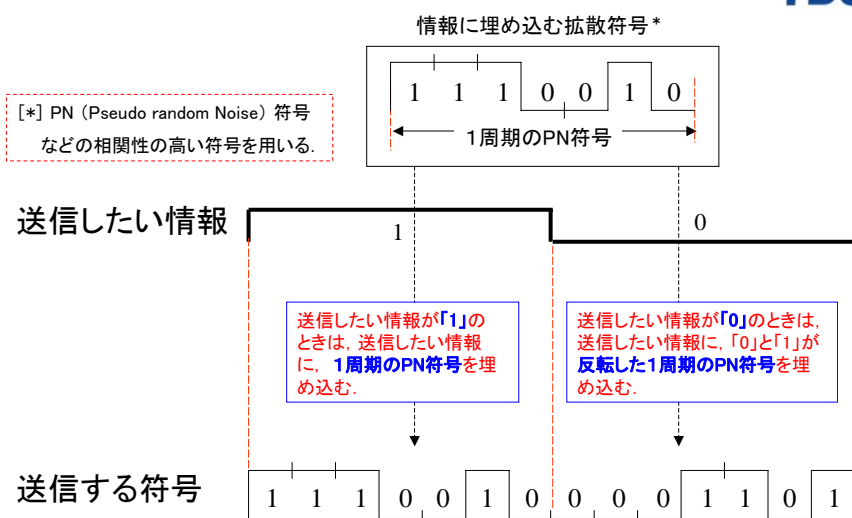 情報に埋め込む拡散符号*
1 1 1 0 0 1 0
1周期のPN符号
[*] PN (Pseudo random Noise) 符号
などの相関性の高い符号を用いる.
送信したい情報
1
0
送信したい情報が「1」の
ときは, 送信したい情報
に, 1周期のPN符号を埋
め込む.
送信したい情報が「0」のときは,
送信したい情報に, 「0」と「1」が
反転した1周期のPN符号を埋
め込む.
送信する符号
1 1 1 0 0 1 0 0 0 0 1 1 0 1